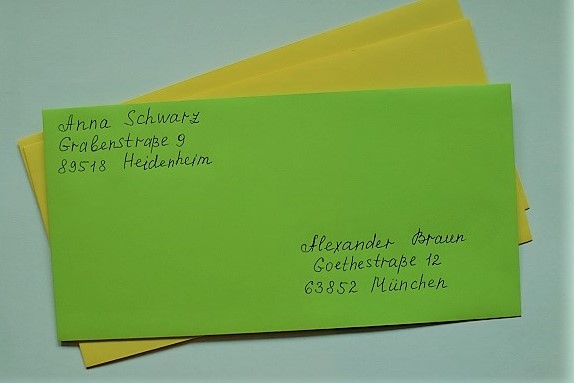 Anna Schwarz
Grabenstraße 9
89518 Heidenheim
Alexander Braun
Goethestraße 12
63852 München